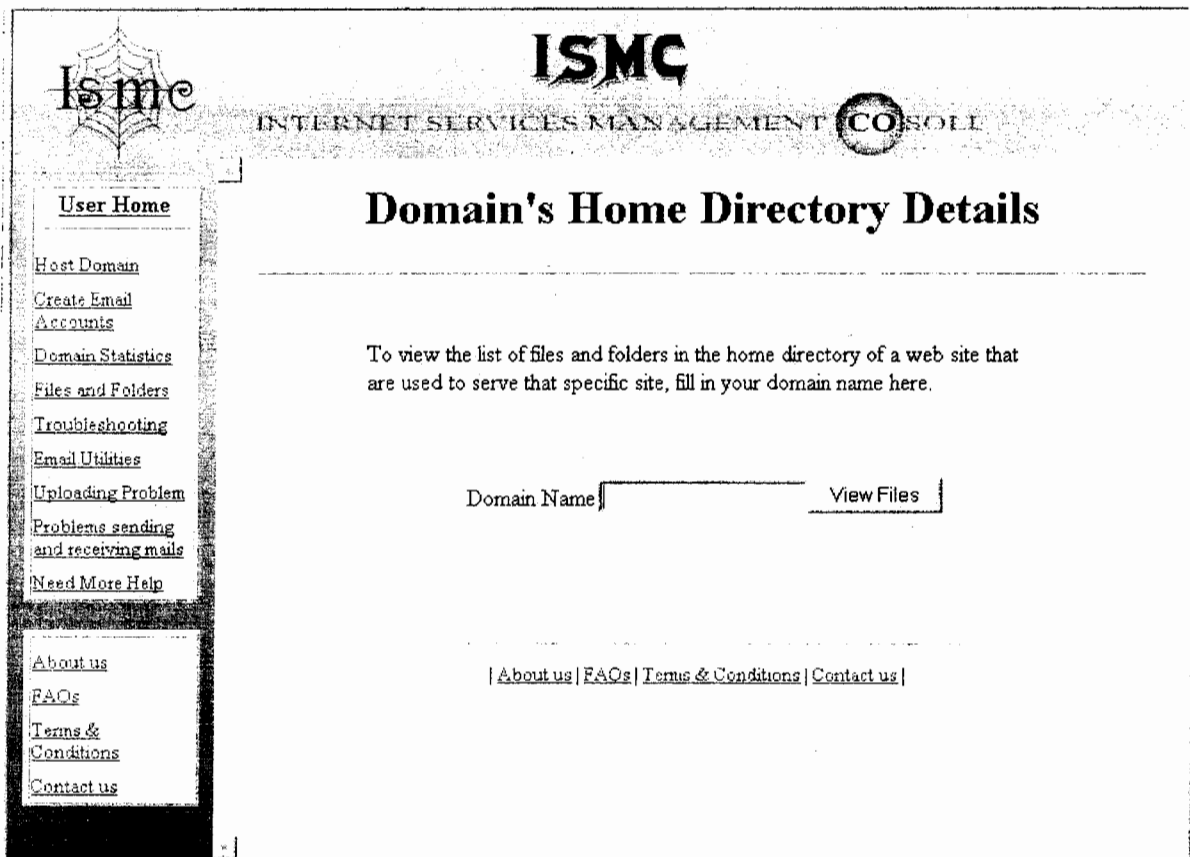 Ismc
ISMC
INTERNET SERVICES MANAGEMENT COSOLE
User Home
Host Domain
Create Email
Accounts
Domain Statistics
Files and Folders
Troubleshooting
Email Utilities
Uploading Problem
Problems sending
and receiving mails
Need More Help
About us
FAQs
Terms &
Conditions
Contact us
Domain's Home Directory Details
To view the list of files and folders in the home directory of a web site that
are used to serve that specific site, fill in your domain name here.
Domain Name View Files
| About us | FAQs | Terms & Conditions | Contact us |